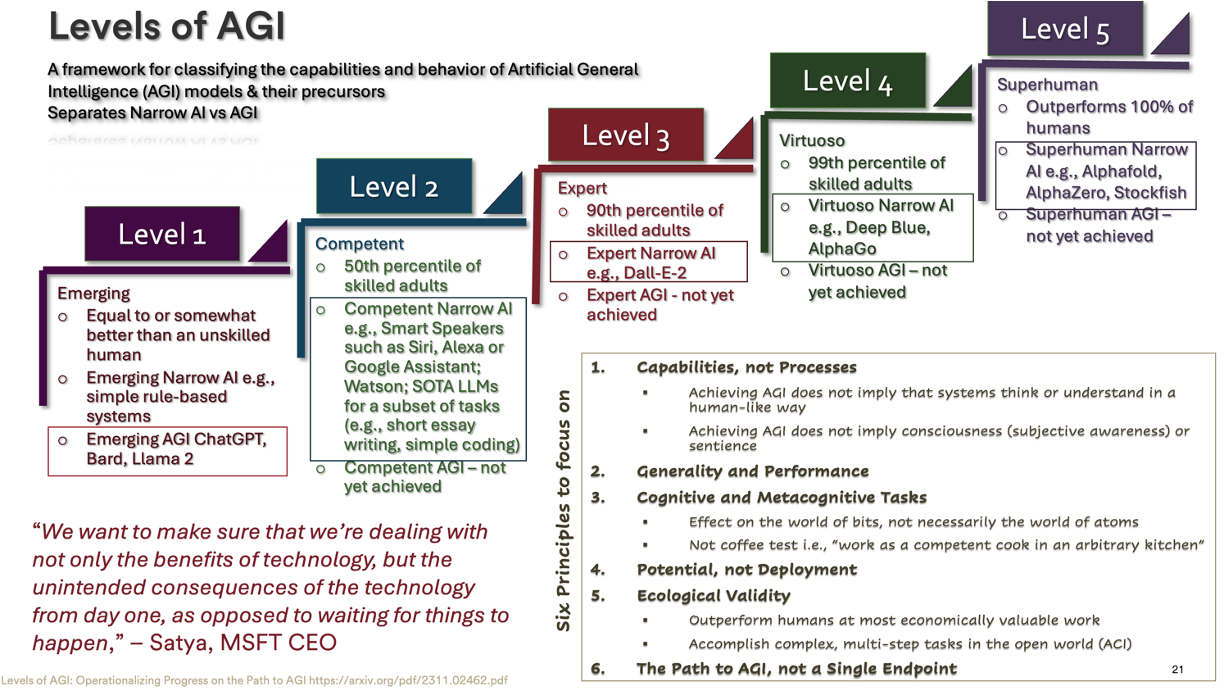 Levels of AGI
A framework for classifying the capabilities and behavior of Artificial General
Intelligence (AGI) models & their precursors
Separates Narrow AI vs AGI
Level 1
Emerging
o Equal to or somewhat
better than an unskilled
human
o Emerging Narrow AI e.g.,
simple rule-based
systems
o Emerging AGI ChatGPT,
Bard, Llama 2
Level 2
Competent
o 50th percentile of
skilled adults
o Competent Narrow AI
e.g., Smart Speakers
such as Siri, Alexa or
Google Assistant;
Watson; SOTA LLMs
for a subset of tasks
(e.g., short essay
writing, simple coding)
o Competent AGI – not
yet achieved
Level 3
Expert
o 90th percentile of
skilled adults
o Expert Narrow AI
e.g., Dall-E-2
o Expert AGI - not yet
achieved
Level 4
Virtuoso
o 99th percentile of
skilled adults
o Virtuoso Narrow AI
e.g., Deep Blue,
AlphaGo
o Virtuoso AGI – not
yet achieved
Level 5
Superhuman
o Outperforms 100% of
humans
o Superhuman Narrow
AI e.g., Alphafold,
AlphaZero, Stockfish
o Superhuman AGI –
not yet achieved
“We want to make sure that we’re dealing with
not only the benefits of technology, but the
unintended consequences of the technology
from day one, as opposed to waiting for things to
happen,” – Satya, MSFT CEO
Six Principles to focus on
1. Capabilities, not Processes
▪ Achieving AGI does not imply that systems think or understand in a
human-like way
▪ Achieving AGI does not imply consciousness (subjective awareness) or
sentience
2. Generality and Performance
3. Cognitive and Metacognitive Tasks
▪ Effect on the world of bits, not necessarily the world of atoms
▪ Not coffee test i.e., “work as a competent cook in an arbitrary kitchen”
4. Potential, not Deployment
5. Ecological Validity
▪ Outperform humans at most economically valuable work
▪ Accomplish complex, multi-step tasks in the open world (ACI)
6. The Path to AGI, not a Single Endpoint
21
Levels of AGI: Operationalizing Progress on the Path to AGI https://arxiv.org/pdf/2311.02462.pdf